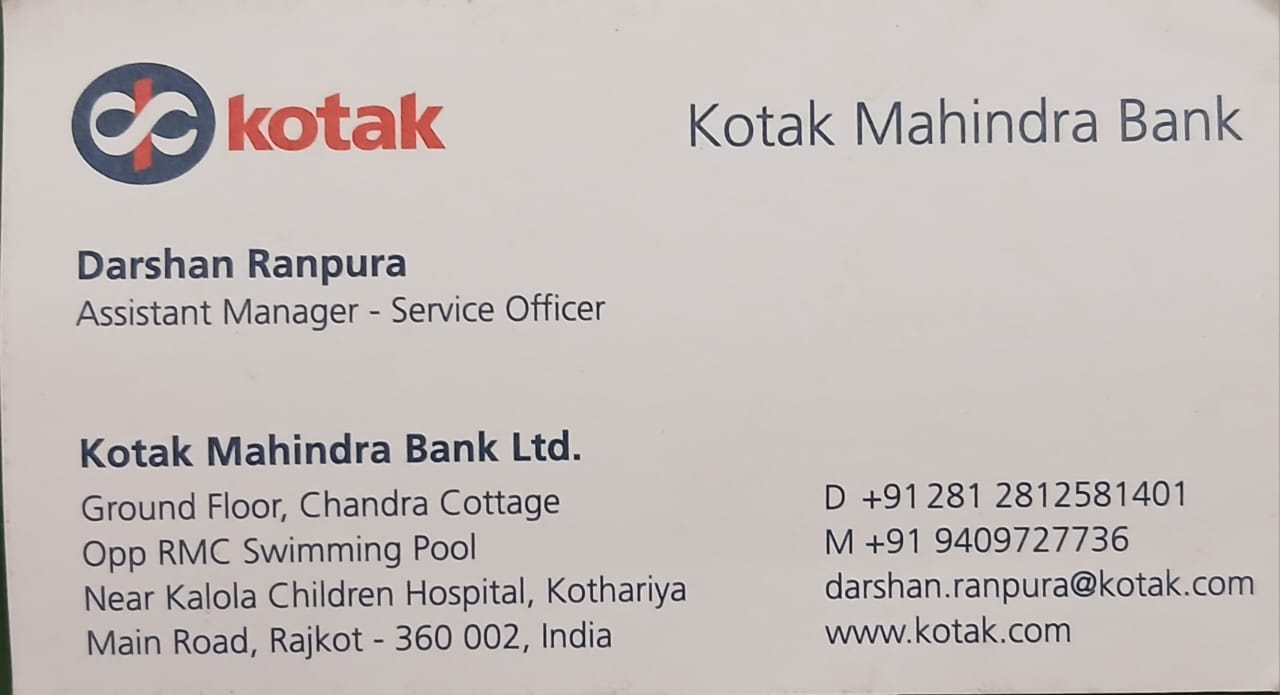 kotak
Kotak Mahindra Bank
Darshan Ranpura
Assistant Manager - Service Officer
Kotak Mahindra Bank Ltd.
Ground Floor, Chandra Cottage
Opp RMC Swimming Pool
Near Kalola Children Hospital, Kothariya
Main Road, Rajkot - 360 002, India
D +91 281 2812581401
M +91 9409727736
darshan.ranpura@kotak.com
www.kotak.com